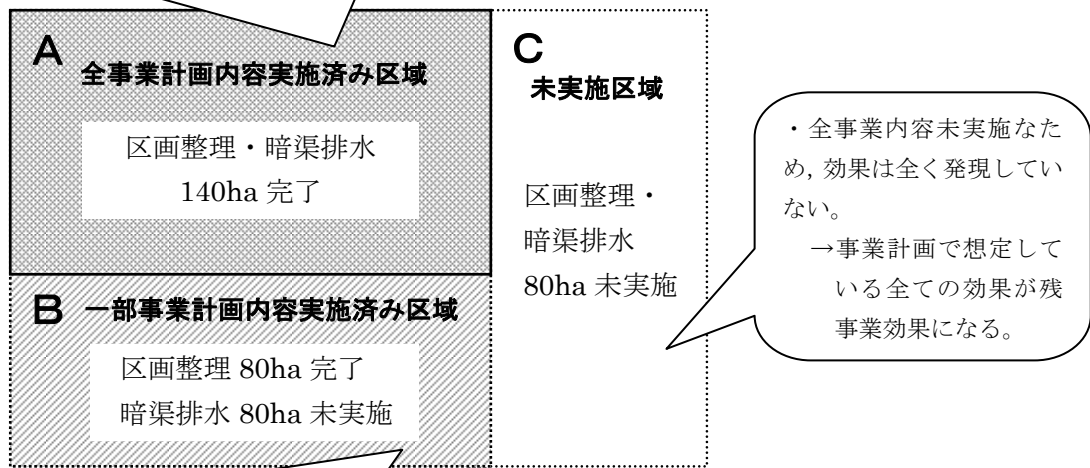 A
全事業計画内容実施済み区域
区画整理・暗渠排水
140ha 完了
B 一部事業計画内容実施済み区域
区画整理 80ha 完了
暗渠排水 80ha 未実施
C
未実施区域
区画整理・
暗渠排水
80ha 未実施
・全事業内容未実施なた
め, 効果は全く発現してい
ない。
→事業計画で想定して
いる全ての効果が残
事業効果になる。